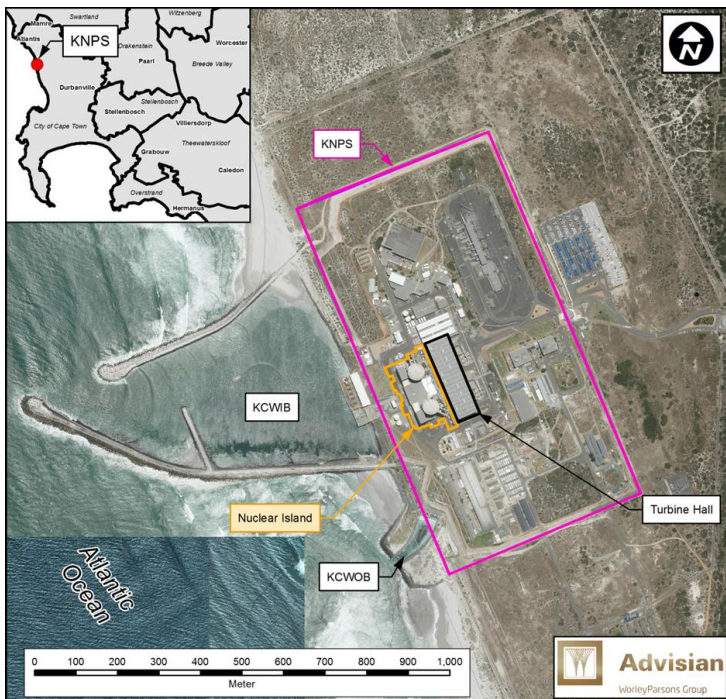 Swartland
Witzenberg
Mamre
Atlantis
KNPS
Drakenstein
Paarl
Worcester
Breede Valley
Durbanville
Stellenbosch
Stellenbosch
City of Cape Town
Villiersdorp
Theewaterskloof
Grabouw
Caledon
Overstrand
Hermanus
N
KNPS
KCWIB
Nuclear Island
Turbine Hall
KCWOB
Atlantic
Ocean
0 100 200 300 400 500 600 700 800 900 1,000
Meter
Advisian
WorleyParsons Group